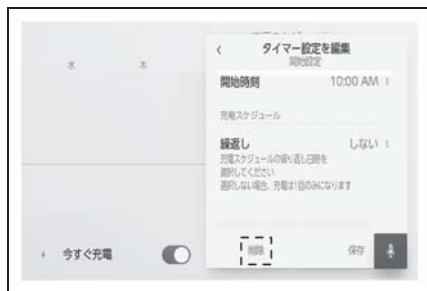 タイマー設定を編集
開始設定
水
木
開始時刻 10:00 AM
充電スケジュール
繰返し しない
充電スケジュールの繰り返し日時を
選択してください
選択しない場合、充電は1回のみになります
今すぐ充電
削除
保存